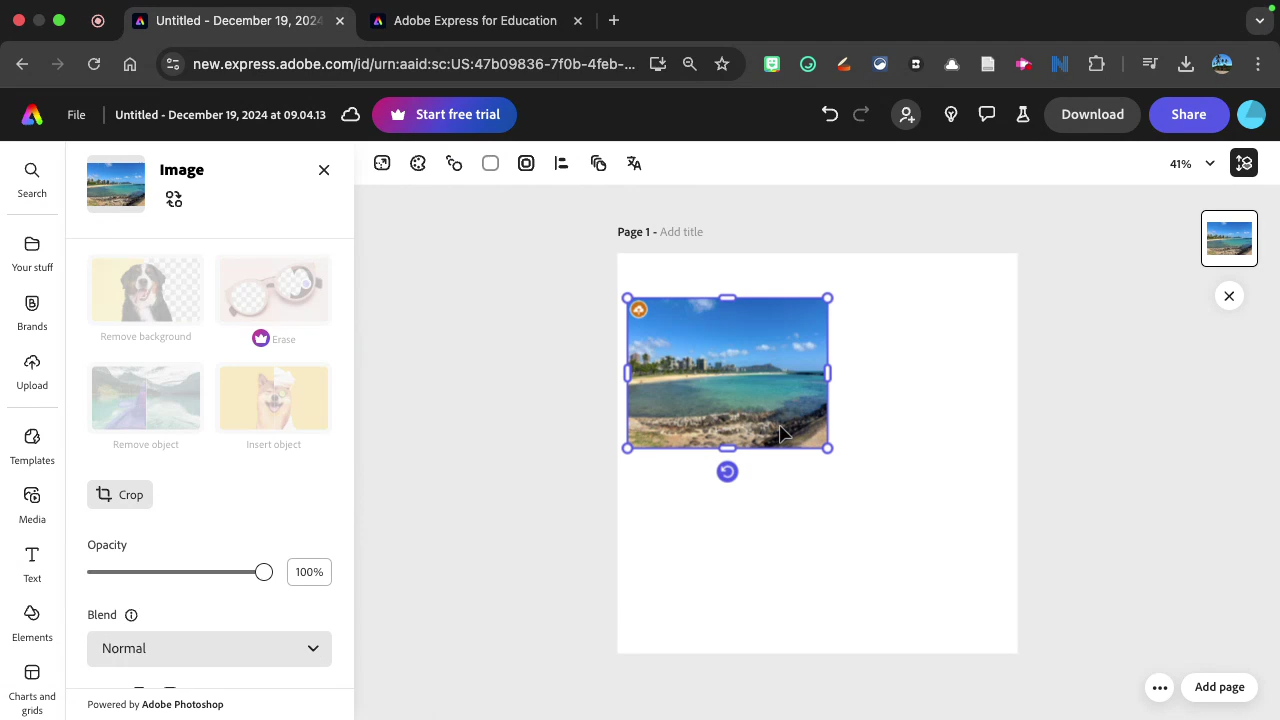 Untitled - December 19, 2024
Adobe Express for Education
new.express.adobe.com/id/urn:aaid:sc:US:47b09836-7f0b-4feb-...
File
Untitled - December 19, 2024 at 09.04.13
Start free trial
Download
Share
Search
Your stuff
Brands
Upload
Templates
Media
Text
Elements
Charts and
grids
Image
Remove background
Erase
Remove object
Insert object
Crop
Opacity
100%
Blend
Normal
Powered by Adobe Photoshop
41%
Page 1 - Add title
Add page